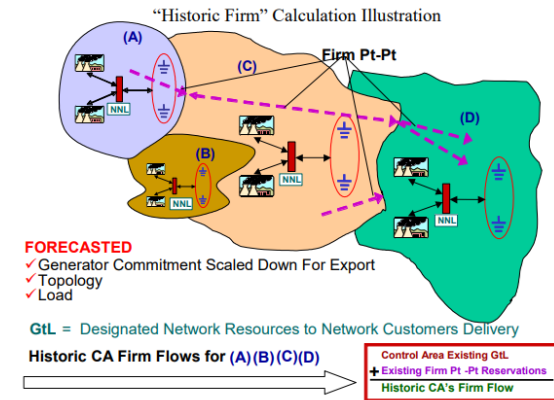 “Historic Firm” Calculation Illustration
(A)
(C)
Firm Pt-Pt
NNL
(D)
(B)
NNL
NNL
NNL
FORECASTED
✓Generator Commitment Scaled Down For Export
✓Topology
✓Load
GtL = Designated Network Resources to Network Customers Delivery
Historic CA Firm Flows for (A)(B)(C)(D)
Control Area Existing GtL
+Existing Firm Pt -Pt Reservations
Historic CA's Firm Flow